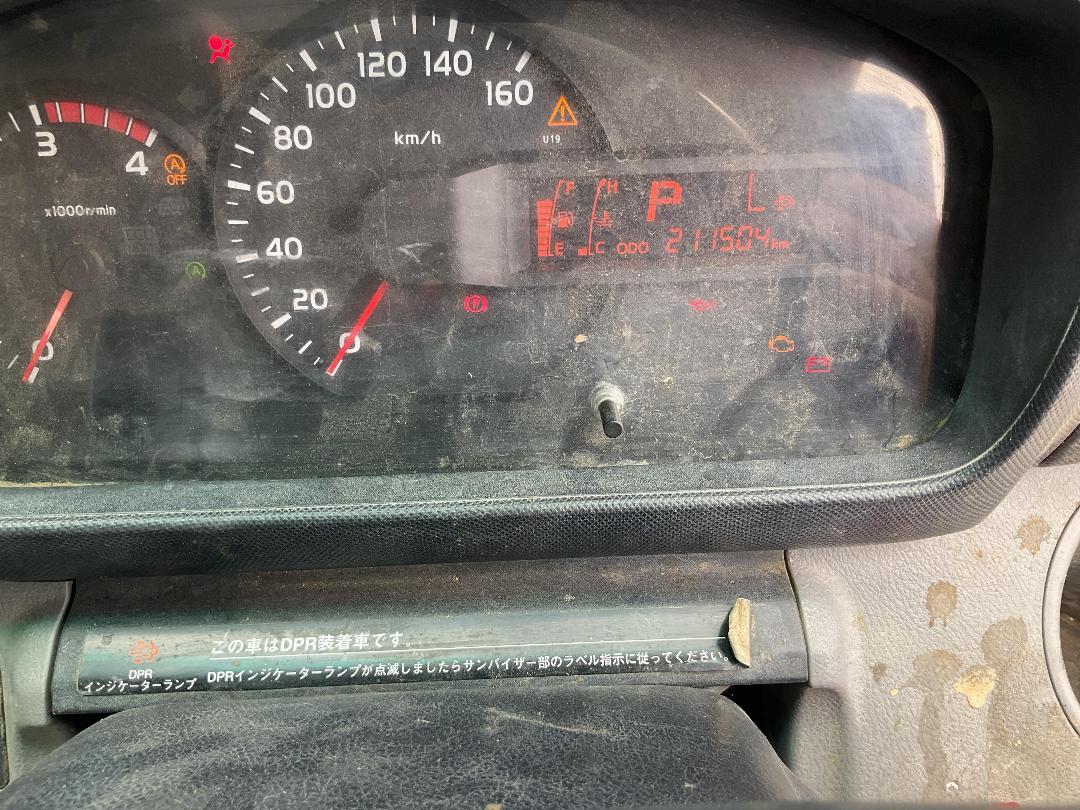 120 140
100 160
80
km/h
U19
3
4
A
OFF
60
x1000r/min
F H P L
40
E C ODO 211504km
A
20
0
0
この車はDPR装着車です。
DPR
インジケーターランプ
DPRインジケーターランプが点滅しましたらサンバイザー部のラベル指示に従ってください。